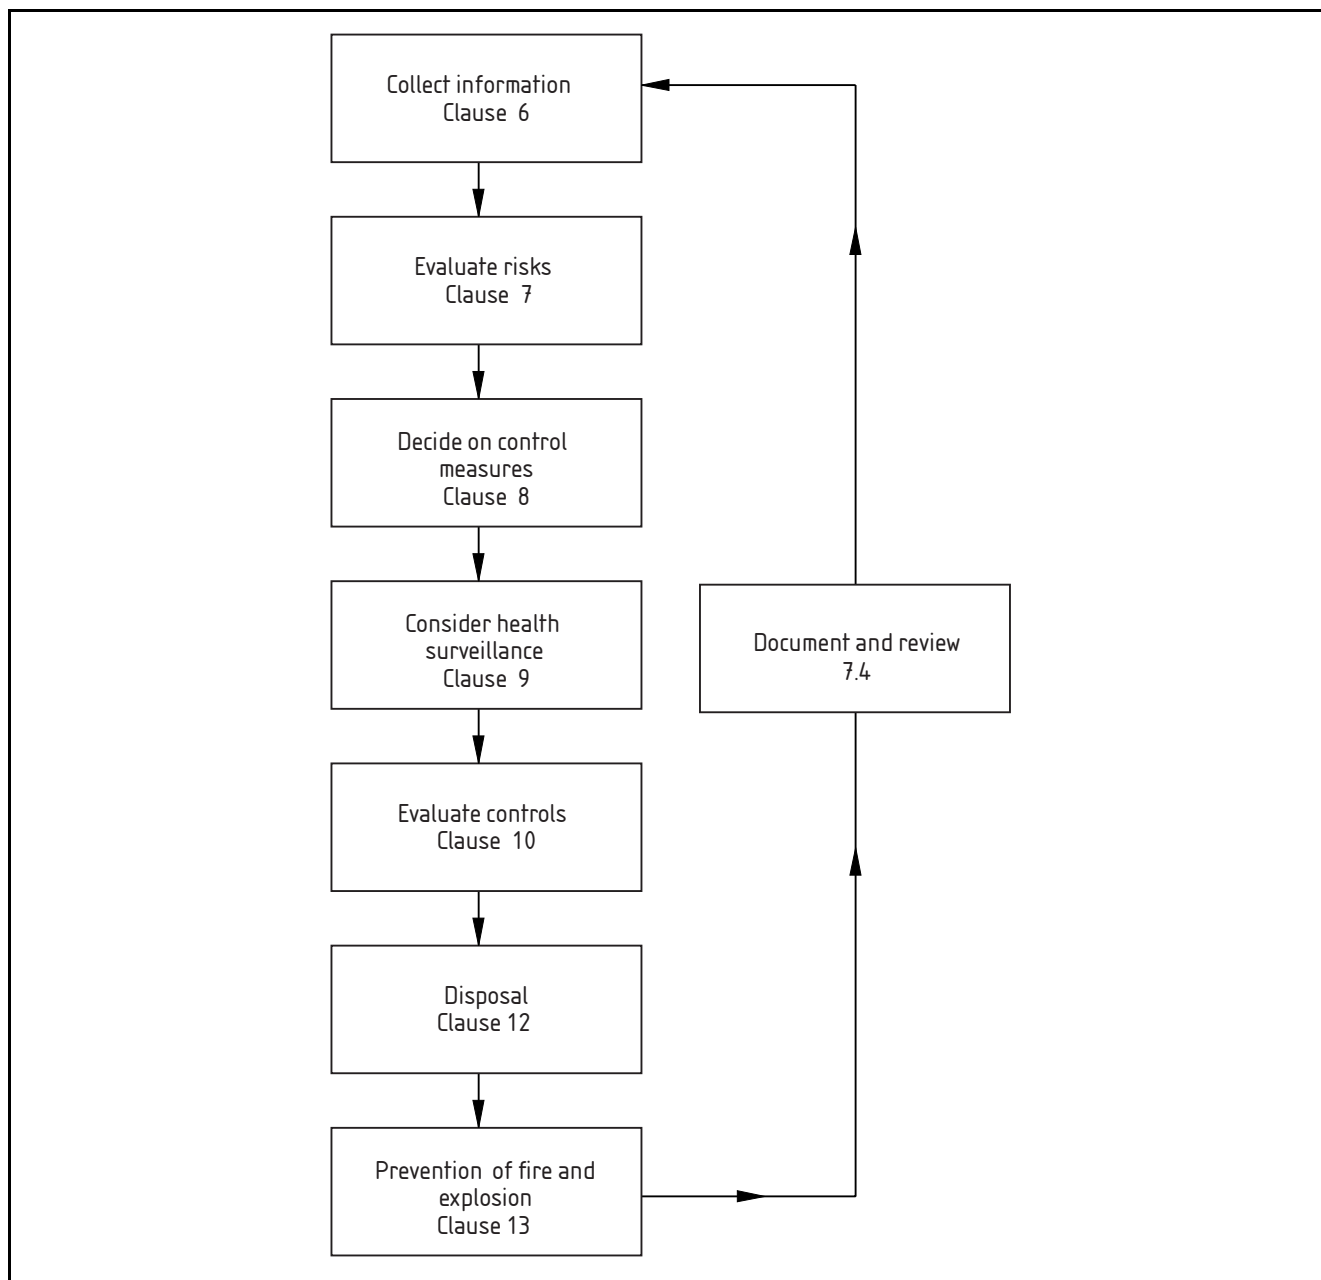 Collect information
Clause 6
Evaluate risks
Clause 7
Decide on control
measures
Clause 8
Consider health
surveillance
Clause 9
Document and review
7.4
Evaluate controls
Clause 10
Disposal
Clause 12
Prevention of fire and
explosion
Clause 13